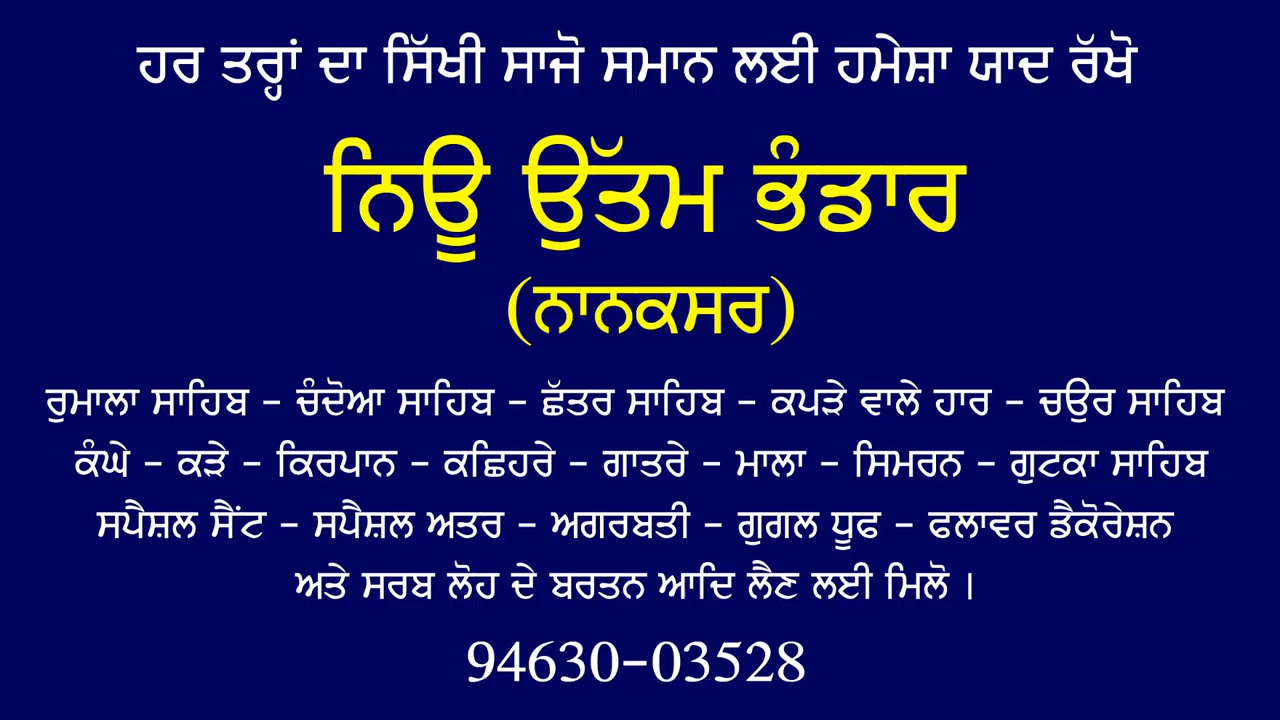 ਹਰ ਤਰ੍ਹਾਂ ਦਾ ਸਿੱਖੀ ਸਾਜੋ ਸਮਾਨ ਲਈ ਹਮੇਸ਼ਾ ਯਾਦ ਰੱਖੋ
ਨਿਊ ਉੱਤਮ ਭੰਡਾਰ
(ਨਾਨਕਸਰ)
ਰੁਮਾਲਾ ਸਾਹਿਬ - ਚੰਦੋਆ ਸਾਹਿਬ - ਛੱਤਰ ਸਾਹਿਬ - ਕਪੜੇ ਵਾਲੇ ਹਾਰ - ਚਉਰ ਸਾਹਿਬ
ਕੰਘੇ - ਕੜੇ - ਕਿਰਪਾਨ - ਕਛਿਹਰੇ - ਗਾਤਰੇ - ਮਾਲਾ - ਸਿਮਰਨ - ਗੁਟਕਾ ਸਾਹਿਬ
ਸਪੈਸ਼ਲ ਸੈਂਟ - ਸਪੈਸ਼ਲ ਅਤਰ - ਅਗਰਬਤੀ - ਗੁਗਲ ਧੂਫ - ਫਲਾਵਰ ਡੈਕੋਰੇਸ਼ਨ
ਅਤੇ ਸਰਬ ਲੋਹ ਦੇ ਬਰਤਨ ਆਦਿ ਲੈਣ ਲਈ ਮਿਲੋ ।
94630-03528